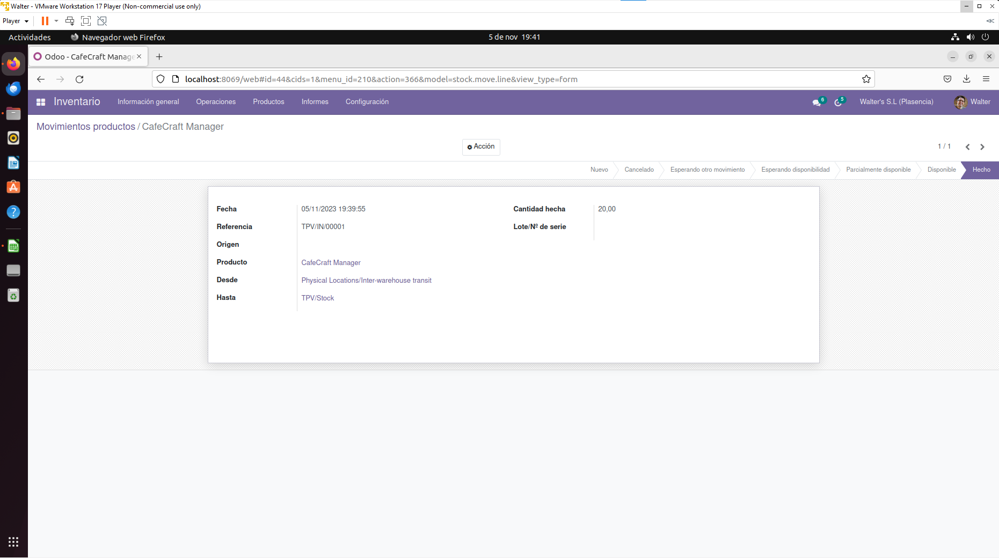 Walter - VMware Workstation 17 Player (Non-commercial use only)
Player
Actividades
Navegador web Firefox
5 de nov 19:41
Odoo - CafeCraft Manage
localhost:8069/web#id=44&cids=1&menu_id=210&action=366&model=stock.move.line&view_type=form
Inventario
Información general
Operaciones
Productos
Informes
Configuración
6
5
Walter's S.L (Plasencia)
Walter
Movimientos productos / CafeCraft Manager
Acción
1 / 1
Nuevo
Cancelado
Esperando otro movimiento
Esperando disponibilidad
Parcialmente disponible
Disponible
Hecho
Fecha 05/11/2023 19:39:55
Cantidad hecha 20,00
Referencia TPV/IN/00001
Lote/Nº de serie
Origen
Producto CafeCraft Manager
Desde Physical Locations/Inter-warehouse transit
Hasta TPV/Stock